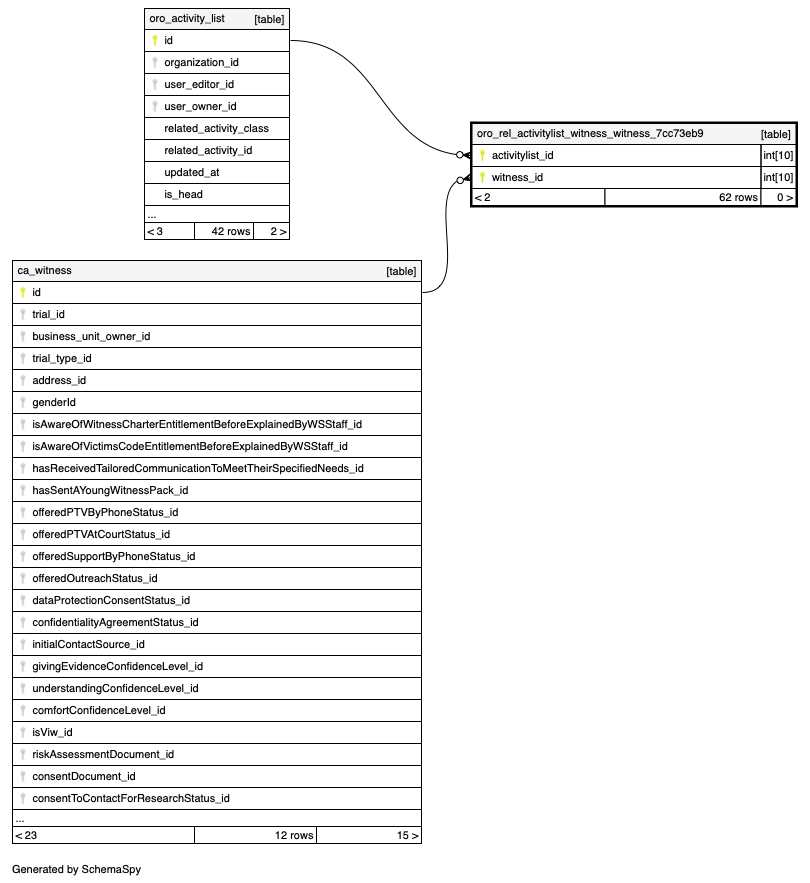 oro_activity_list [table]
id
organization_id
user_editor_id
user_owner_id
related_activity_class
related_activity_id
updated_at
is_head
...
< 3 42 rows 2 >
oro_rel_activitylist_witness_witness_7cc73eb9 [table]
activitylist_id int[10]
witness_id int[10]
< 2 62 rows 0 >
ca_witness [table]
id
trial_id
business_unit_owner_id
trial_type_id
address_id
genderId
isAwareOfWitnessCharterEntitlementBeforeExplainedByWSStaff_id
isAwareOfVictimsCodeEntitlementBeforeExplainedByWSStaff_id
hasReceivedTailoredCommunicationToMeetTheirSpecifiedNeeds_id
hasSentAYoungWitnessPack_id
offeredPTVByPhoneStatus_id
offeredPTVAtCourtStatus_id
offeredSupportByPhoneStatus_id
offeredOutreachStatus_id
dataProtectionConsentStatus_id
confidentialityAgreementStatus_id
initialContactSource_id
givingEvidenceConfidenceLevel_id
understandingConfidenceLevel_id
comfortConfidenceLevel_id
isViw_id
riskAssessmentDocument_id
consentDocument_id
consentToContactForResearchStatus_id
...
< 23 12 rows 15 >
Generated by SchemaSpy